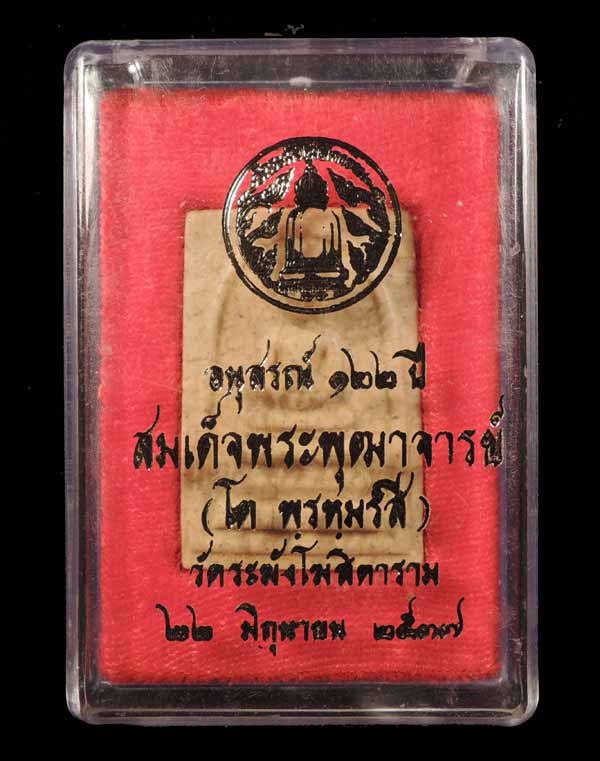 อนุสรณ์ ๑๒๒ ปี
สมเด็จพระพุฒาจารย์
(โต พฺรหฺมรํสี)
วัดระฆังโฆสิตาราม
๒๒ มิถุนายน ๒๕๓๗